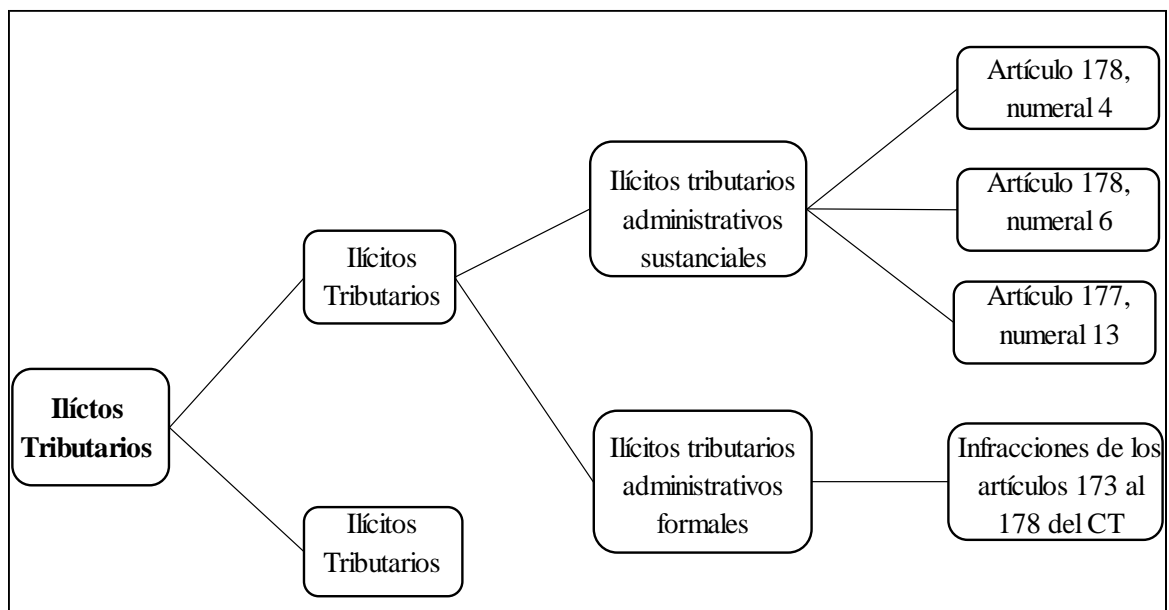 Ilíctos
Tributarios
Ilícitos
Tributarios
Ilícitos
Tributarios
Ilícitos tributarios
administrativos
sustanciales
Ilícitos tributarios
administrativos
formales
Artículo 178,
numeral 4
Artículo 178,
numeral 6
Artículo 177,
numeral 13
Infracciones de los
artículos 173 al
178 del CT